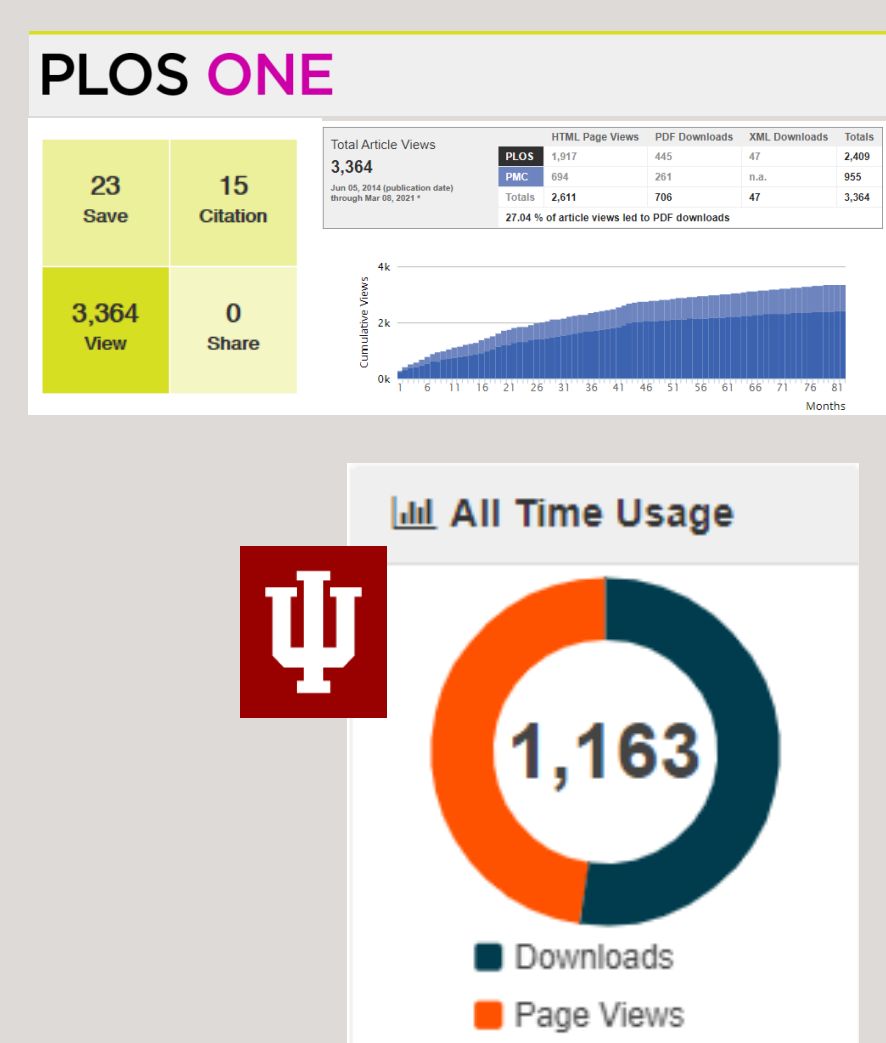 PLOS ONE
23
Save
15
Citation
3,364
View
0
Share
Total Article Views
3,364
Jun 05, 2014 (publication date)
through Mar 08, 2021 *
HTML Page Views PDF Downloads XML Downloads Totals
PLOS 1,917 445 47 2,409
PMC 694 261 n.a. 955
Totals 2,611 706 47 3,364
27.04 % of article views led to PDF downloads
Cumulative Views
4k
2k
0k
1 6 11 16 21 26 31 36 41 46 51 56 61 66 71 76 81
Months
All Time Usage
1,163
Downloads
Page Views